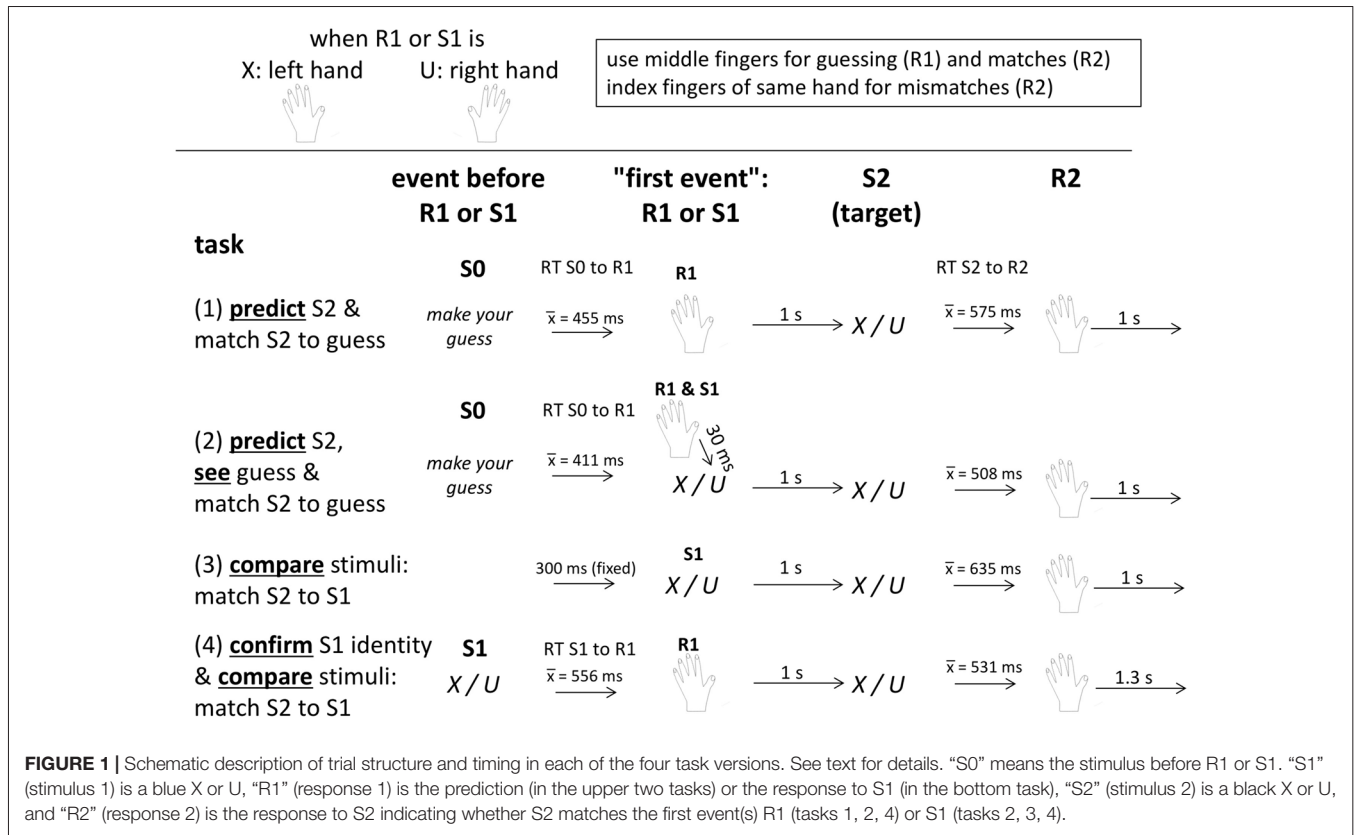 when R1 or S1 is
X: left hand U: right hand
use middle fingers for guessing (R1) and matches (R2)
index fingers of same hand for mismatches (R2)
event before "first event": S2 R2
R1 or S1 R1 or S1 (target)
task
S0 RT S0 to R1 R1 RT S2 to R2
(1) predict S2 & make your x̅ = 455 ms 1 s X / U x̅ = 575 ms 1 s
match S2 to guess guess
R1 & S1
S0 RT S0 to R1
30 ms
(2) predict S2,
see guess & make your x̅ = 411 ms X / U 1 s X / U x̅ = 508 ms 1 s
match S2 to guess guess
S1
(3) compare stimuli: 300 ms (fixed) X / U 1 s X / U x̅ = 635 ms 1 s
match S2 to S1
(4) confirm S1 identity S1 RT S1 to R1 R1
& compare stimuli: X / U x̅ = 556 ms 1 s X / U x̅ = 531 ms 1.3 s
match S2 to S1
FIGURE 1 | Schematic description of trial structure and timing in each of the four task versions. See text for details. “S0” means the stimulus before R1 or S1. “S1”
(stimulus 1) is a blue X or U, “R1” (response 1) is the prediction (in the upper two tasks) or the response to S1 (in the bottom task), “S2” (stimulus 2) is a black X or U,
and “R2” (response 2) is the response to S2 indicating whether S2 matches the first event(s) R1 (tasks 1, 2, 4) or S1 (tasks 2, 3, 4).